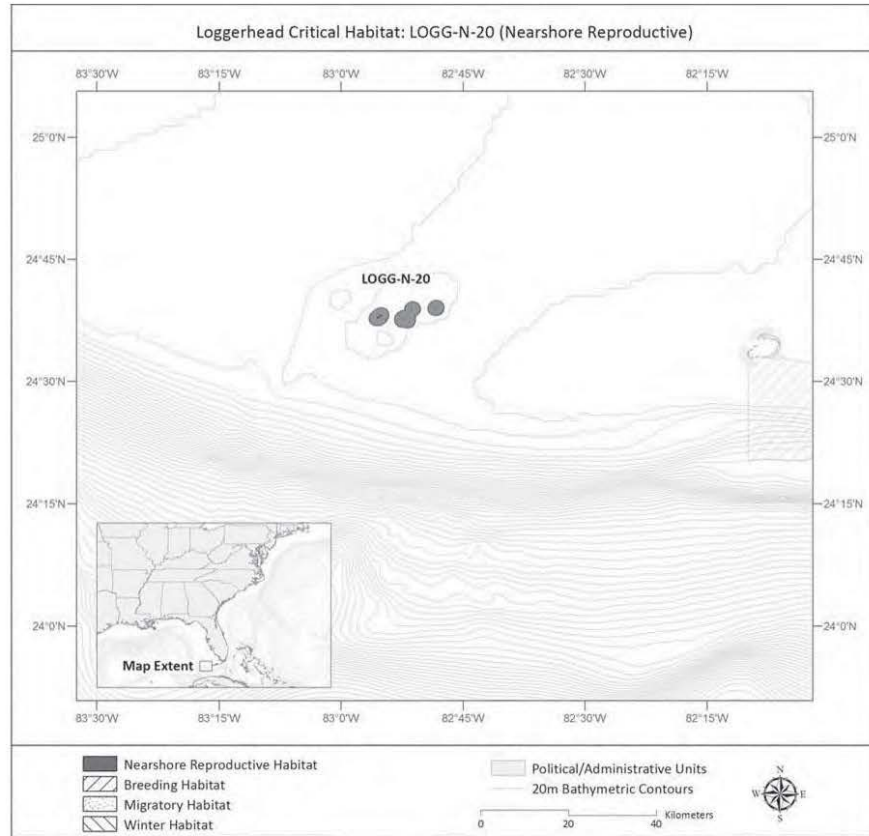 Loggerhead Critical Habitat: LOGG-N-20 (Nearshore Reproductive)
83°30'W 83°15'W 83°0'W 82°45'W 82°30'W 82°15'W
25°0'N 25°0'N
24°45'N 24°45'N
LOGG-N-20
24°30'N 24°30'N
24°15'N 24°15'N
24°0'N 24°0'N
Map Extent
83°30'W 83°15'W 83°0'W 82°45'W 82°30'W 82°15'W
Nearshore Reproductive Habitat
Breeding Habitat
Migratory Habitat
Winter Habitat
Political/Administrative Units
20m Bathymetric Contours
Kilometers
0 20 40
N
W E
S